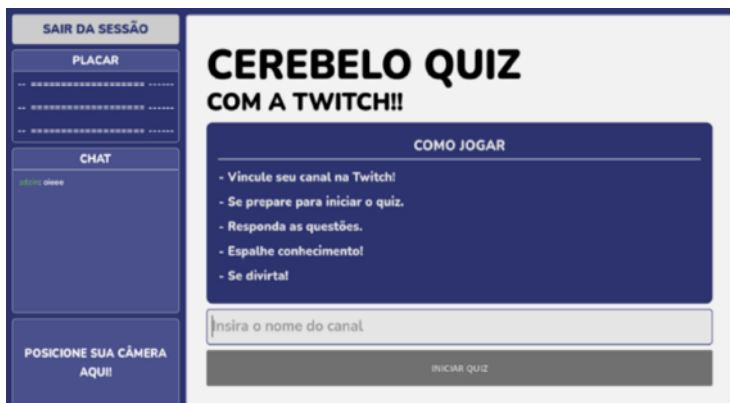 SAIR DA SESSÃO
PLACAR
-- =================== ------
-- =================== ------
-- =================== ------
CHAT
oieee
POSICIONE SUA CÂMERA
AQUI!
CEREBELO QUIZ
COM A TWITCH!!
COMO JOGAR
- Vincule seu canal na Twitch!
- Se prepare para iniciar o quiz.
- Responda as questões.
- Espalhe conhecimento!
- Se divirta!
Insira o nome do canal
INICIAR QUIZ